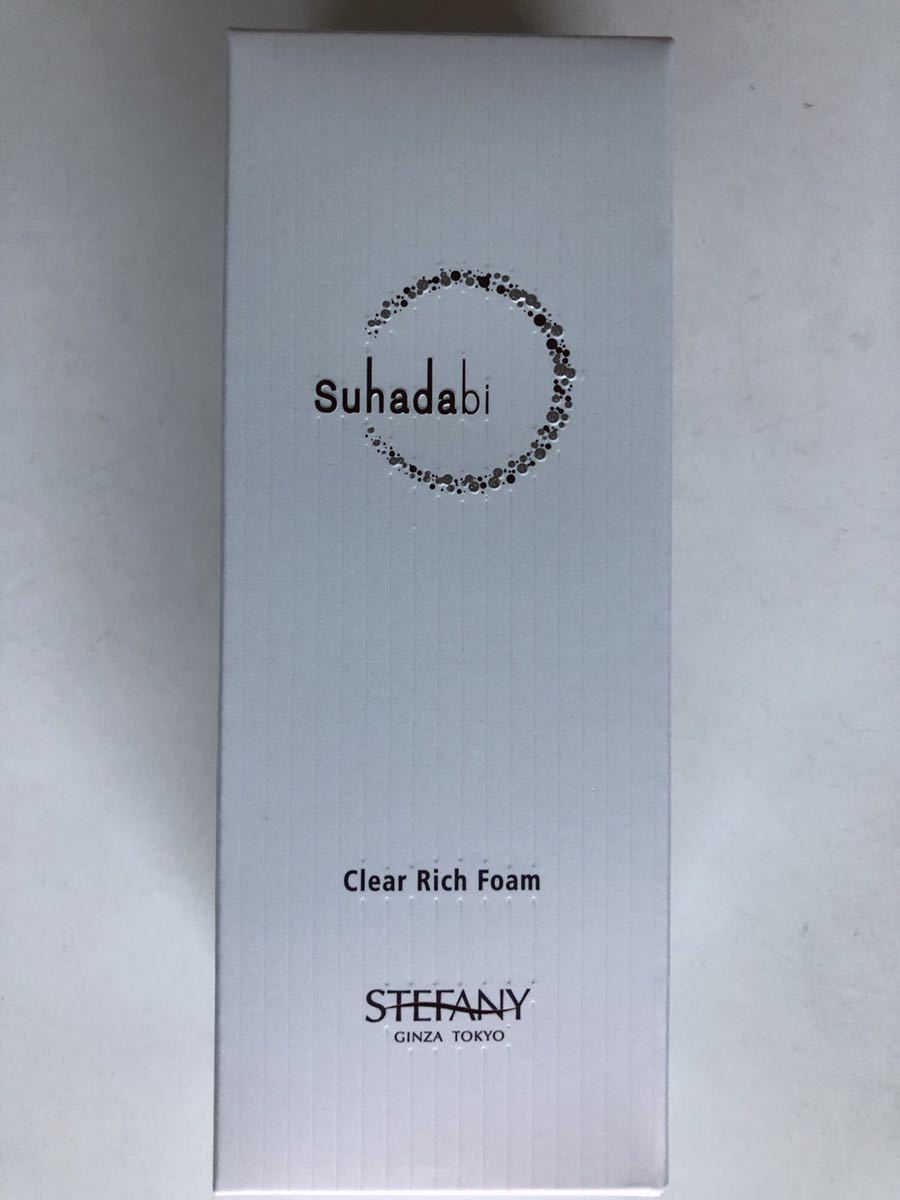 Suhadabi
Clear Rich Foam
STEFANY
GINZA TOKYO